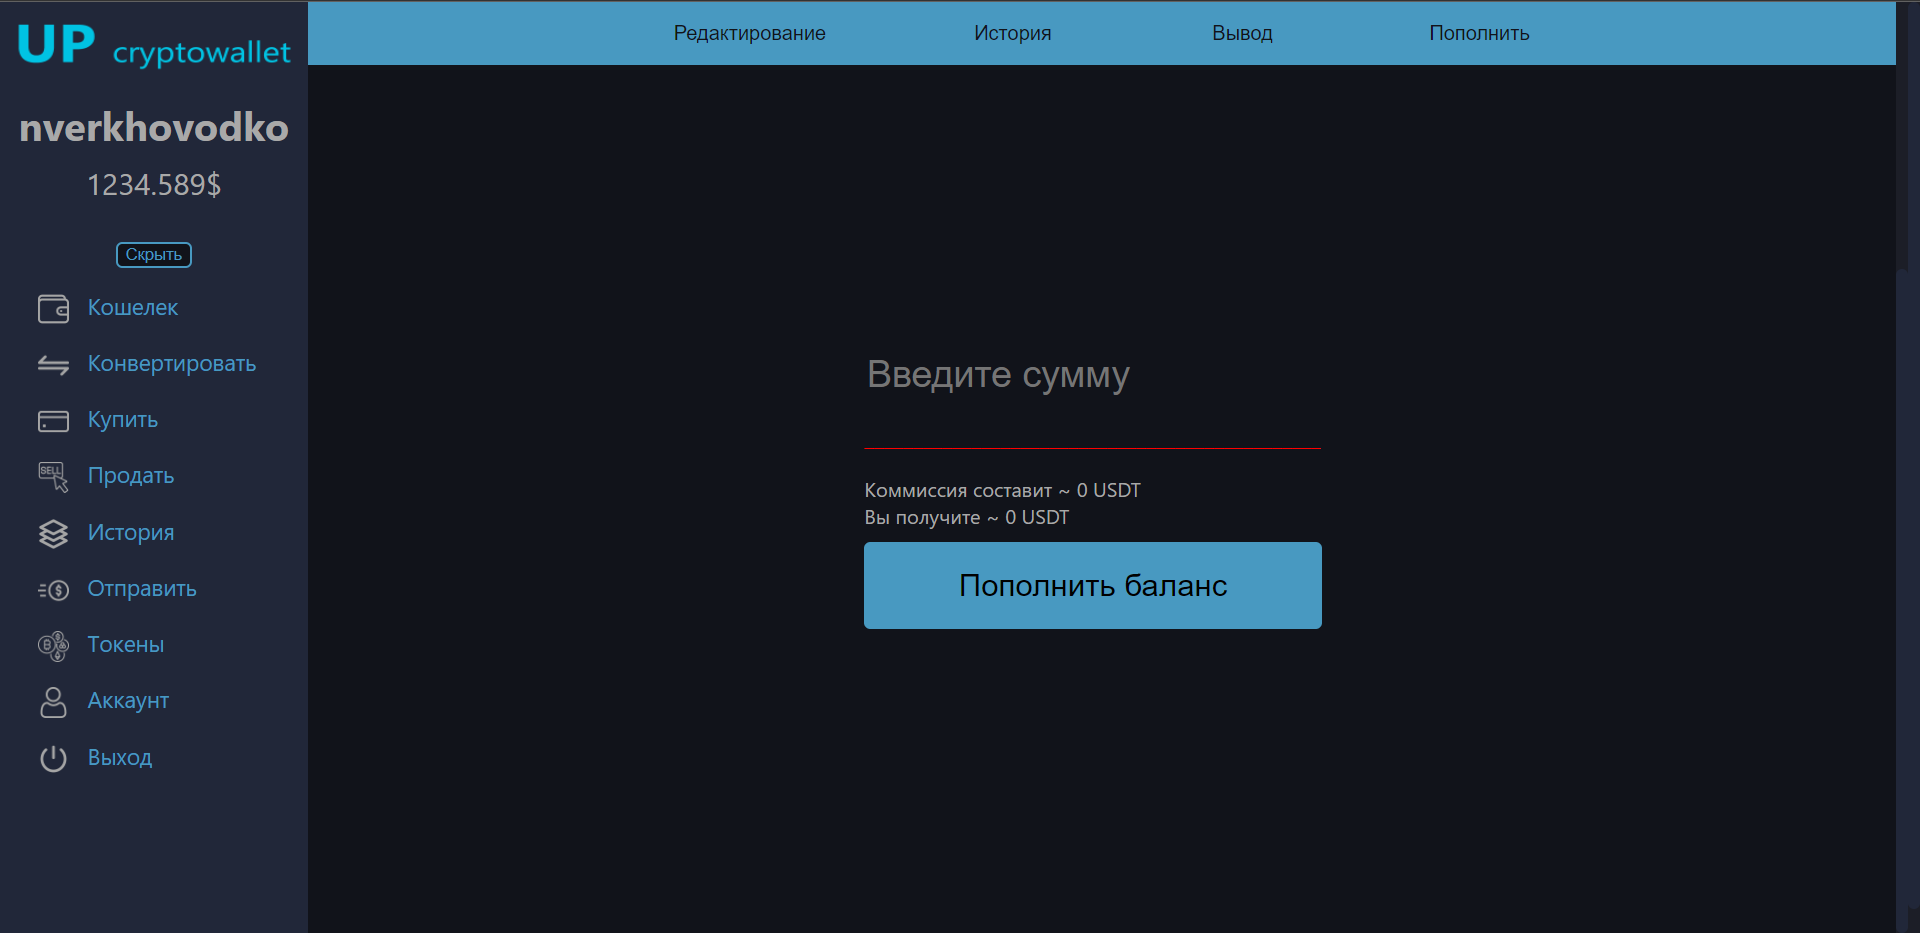 UP cryptowallet
nverkhovodko
1234.589$
Скрыть
Кошелек
Конвертировать
Купить
SELL
Продать
История
Отправить
Токены
Аккаунт
Выход
Редактирование История Вывод Пополнить
Введите сумму
Коммиссия составит ~ 0 USDT
Вы получите ~ 0 USDT
Пополнить баланс